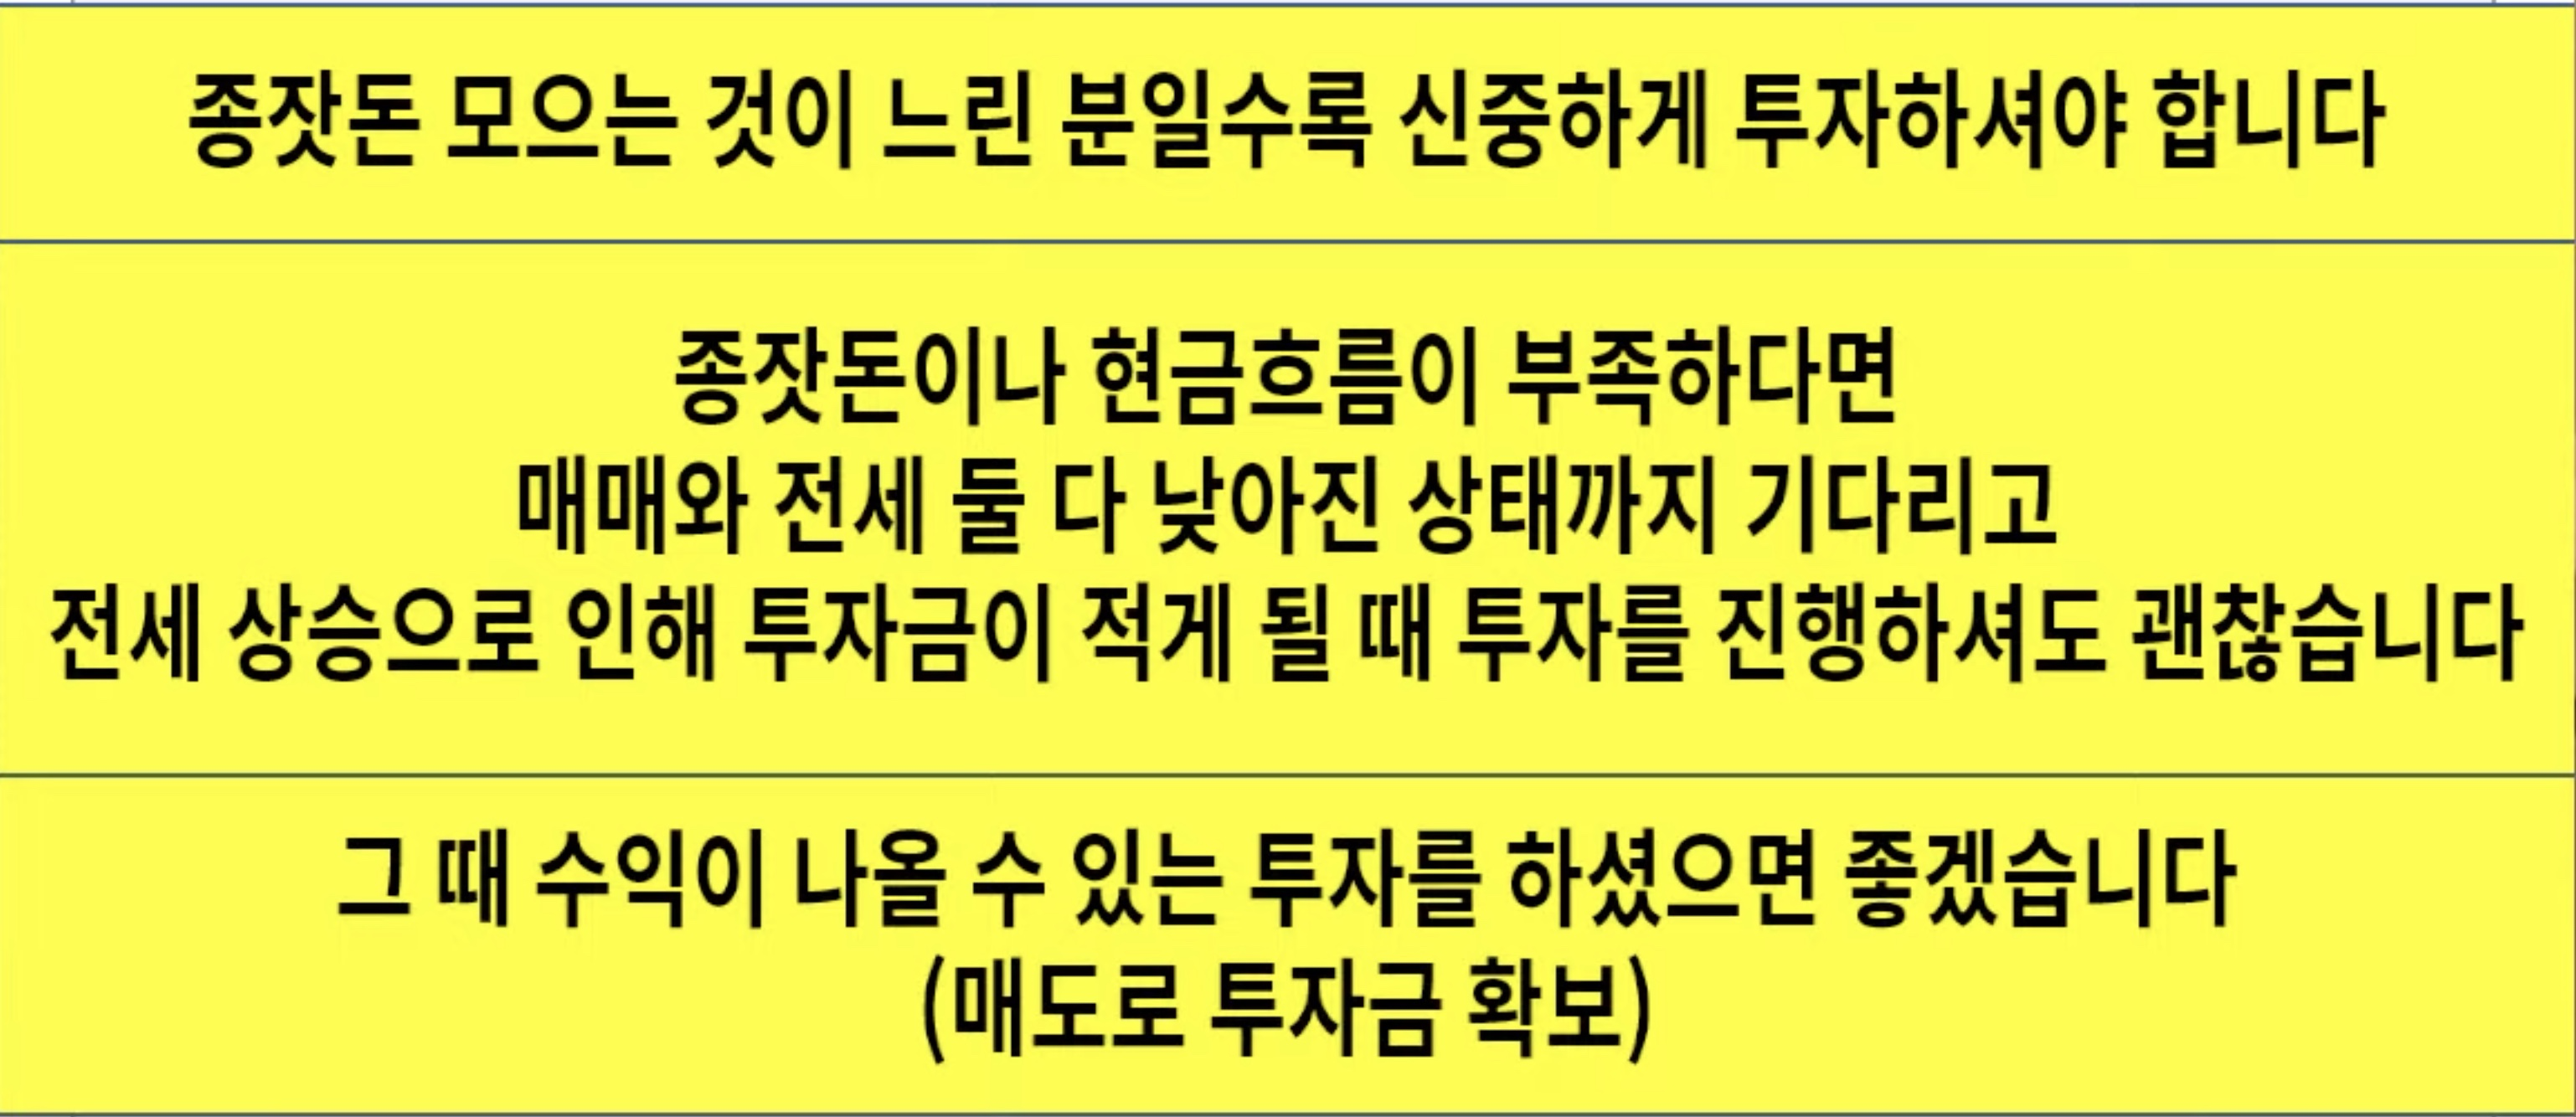 종잣돈 모으는 것이 느린 분일수록 신중하게 투자하셔야 합니다
종잣돈이나 현금흐름이 부족하다면
매매와 전세 둘 다 낮아진 상태까지 기다리고
전세 상승으로 인해 투자금이 적게 될 때 투자를 진행하셔도 괜찮습니다
그 때 수익이 나올 수 있는 투자를 하셨으면 좋겠습니다
(매도로 투자금 확보)